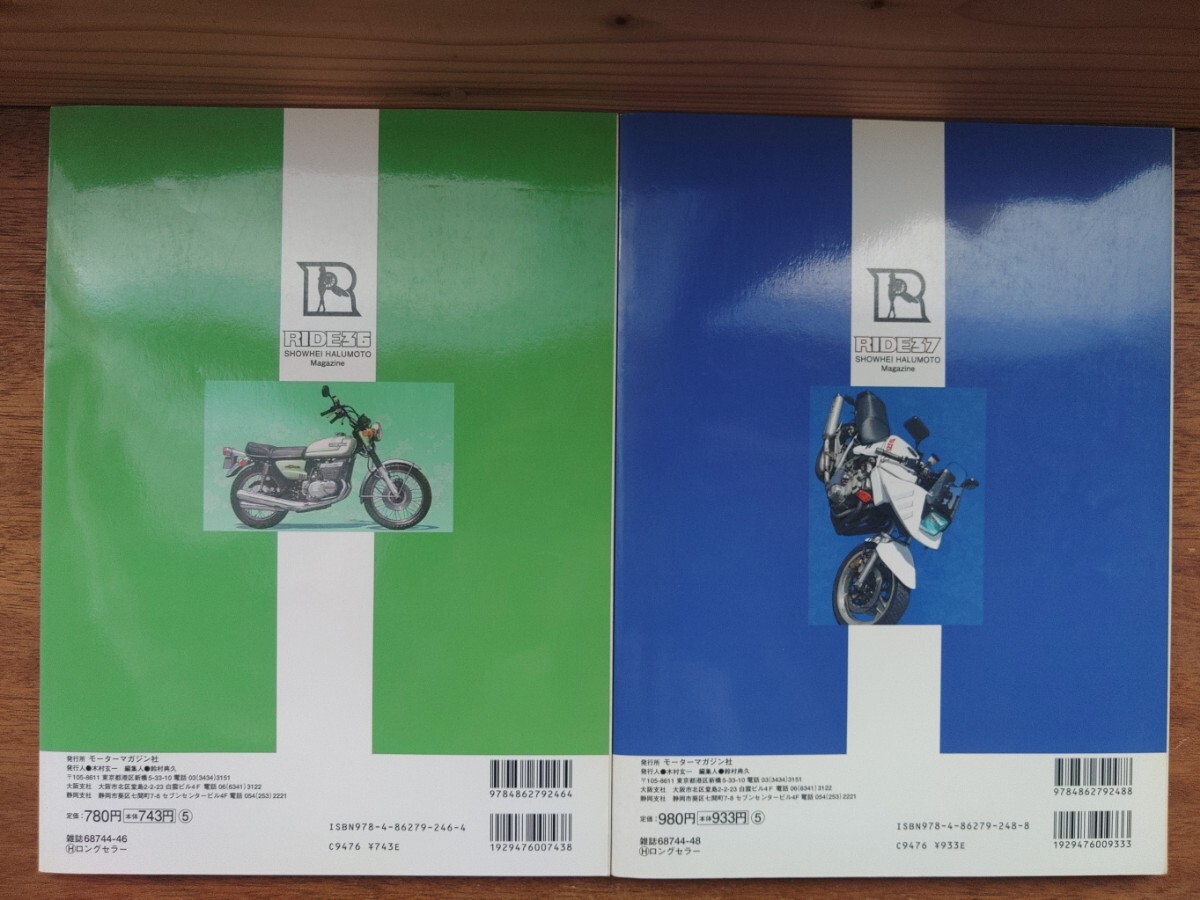 R
RIDE36
SHOWHEI HALUMOTO
Magazine
発行所 モーターマガジン社
発行人●木村玄一 編集人●鈴村典久
〒105-8611 東京都港区新橋5-33-10 電話 03(3434)3151
大阪支社 大阪市北区堂島2-2-23 白雲ビル4F 電話 06(6341)3122
静岡支社 静岡市葵区七間町7-8 セブンセンタービル4F 電話 054(253)2221
定価:780円 本体743円 ⑤
雑誌68744-46
Ⓗロングセラー
9784862792464
ISBN978-4-86279-246-4
C9476 ¥743E
1929476007438
R
RIDE37
SHOWHEI HALUMOTO
Magazine
発行所 モーターマガジン社
発行人●木村玄一 編集人●鈴村典久
〒105-8611 東京都港区新橋5-33-10 電話 03(3434)3151
大阪支社 大阪市北区堂島2-2-23 白雲ビル4F 電話 06(6341)3122
静岡支社 静岡市葵区七間町7-8 セブンセンタービル4F 電話 054(253)2221
定価:980円 本体933円 ⑤
雑誌68744-48
Ⓗロングセラー
9784862792488
ISBN978-4-86279-248-8
C9476 ¥933E
1929476009333